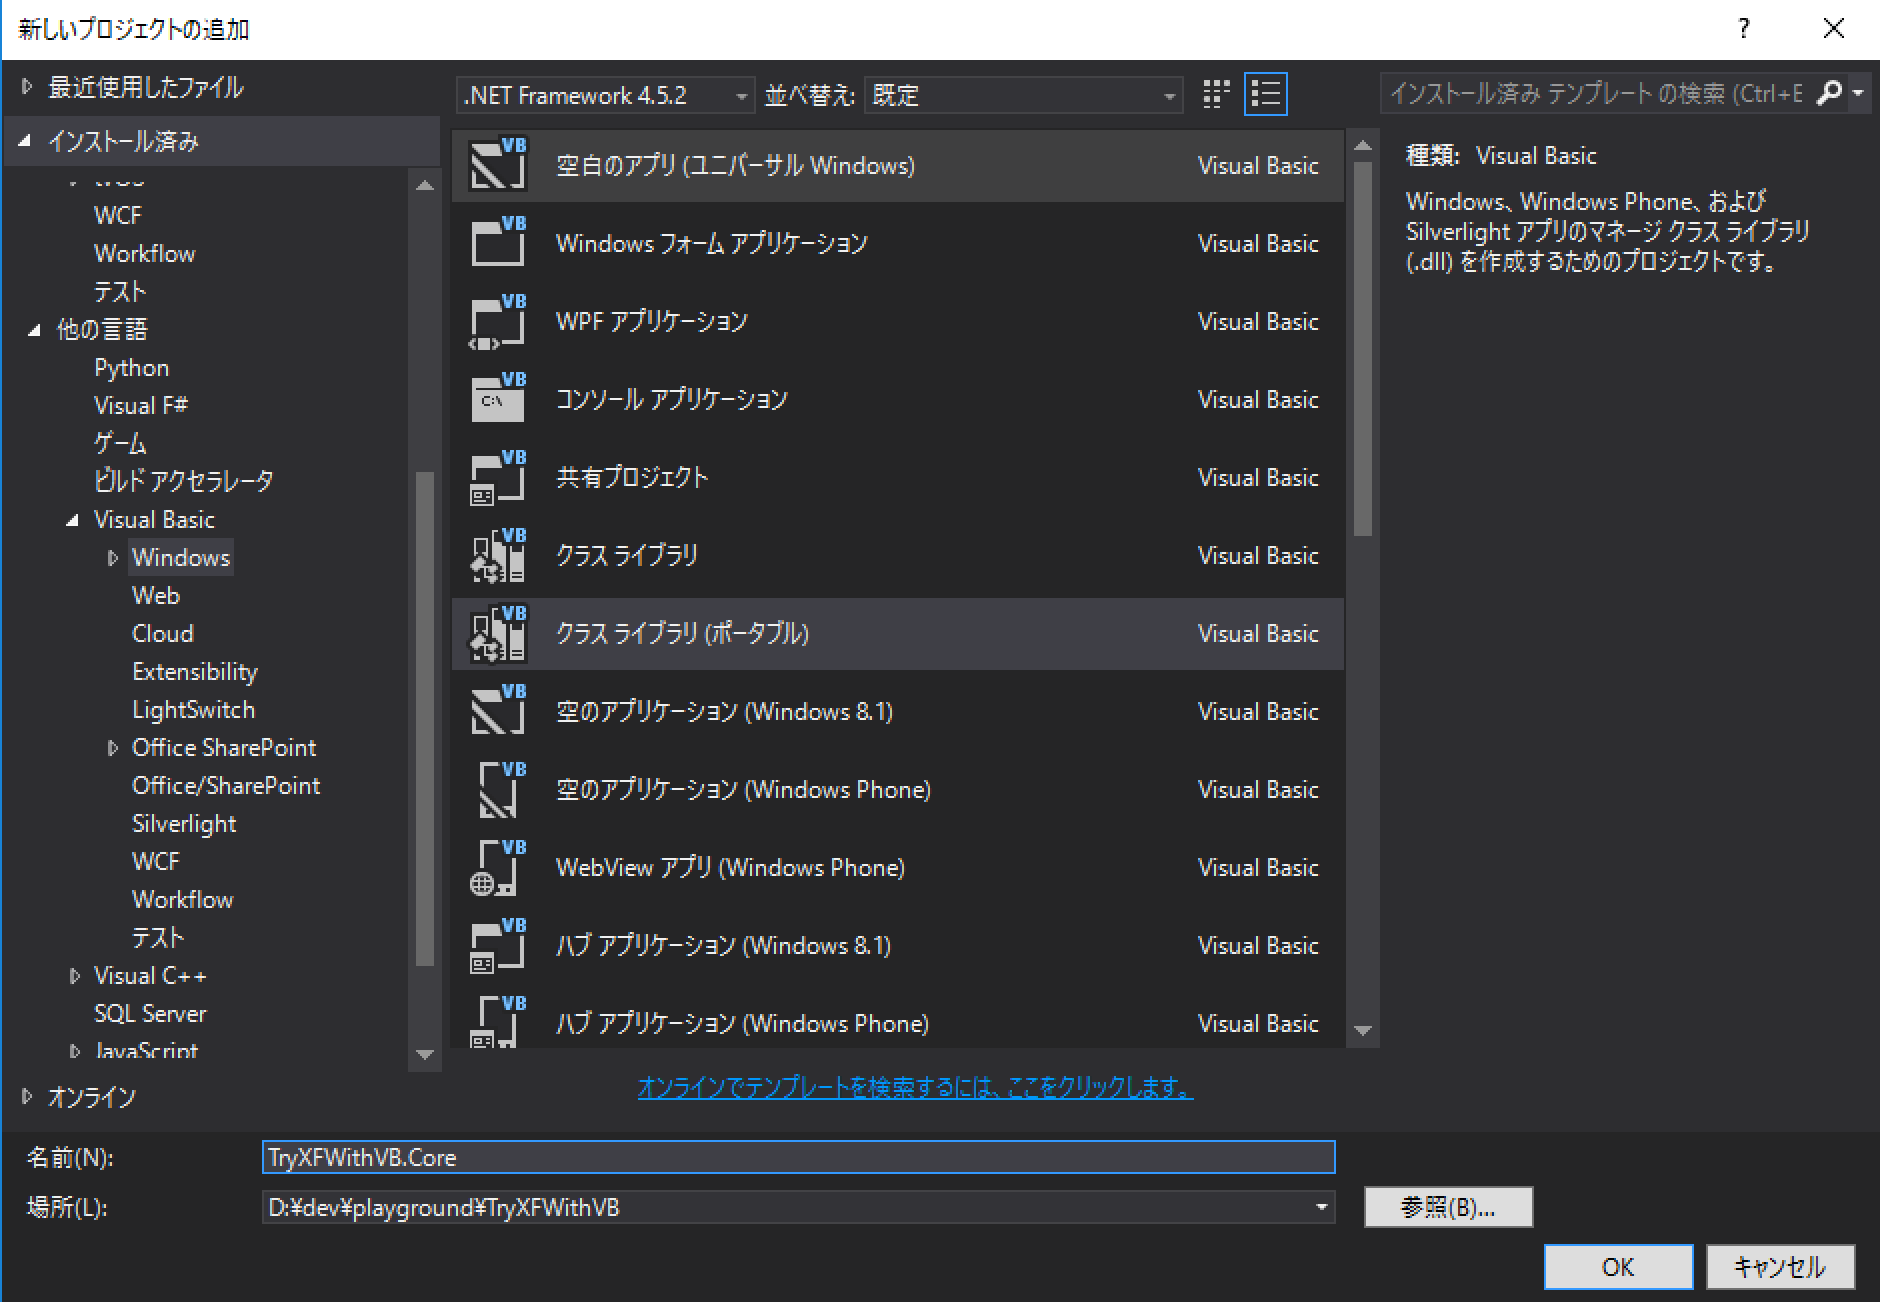 新しいプロジェクトの追加
?
最近使用したファイル
インストール済み
WCF
Workflow
テスト
他の言語
Python
Visual F#
ゲーム
ビルド アクセラレータ
Visual Basic
Windows
Web
Cloud
Extensibility
LightSwitch
Office SharePoint
Office/SharePoint
Silverlight
WCF
Workflow
テスト
Visual C++
SQL Server
JavaScript
オンライン
.NET Framework 4.5.2
並べ替え:
既定
インストール済み テンプレート の検索 (Ctrl+E
VB 空白のアプリ (ユニバーサル Windows) Visual Basic
VB Windows フォーム アプリケーション Visual Basic
VB WPF アプリケーション Visual Basic
VB C:\ コンソール アプリケーション Visual Basic
VB 共有プロジェクト Visual Basic
VB クラス ライブラリ Visual Basic
VB クラス ライブラリ (ポータブル) Visual Basic
VB 空のアプリケーション (Windows 8.1) Visual Basic
VB 空のアプリケーション (Windows Phone) Visual Basic
VB WebView アプリ (Windows Phone) Visual Basic
VB ハブ アプリケーション (Windows 8.1) Visual Basic
VB ハブ アプリケーション (Windows Phone) Visual Basic
オンラインでテンプレートを検索するには、ここをクリックします。
種類: Visual Basic
Windows、Windows Phone、および
Silverlight アプリのマネージ クラス ライブラリ
(.dll) を作成するためのプロジェクトです。
名前(N):
TryXFWithVB.Core
場所(L):
D:¥dev¥playground¥TryXFWithVB
参照(B)...
OK
キャンセル